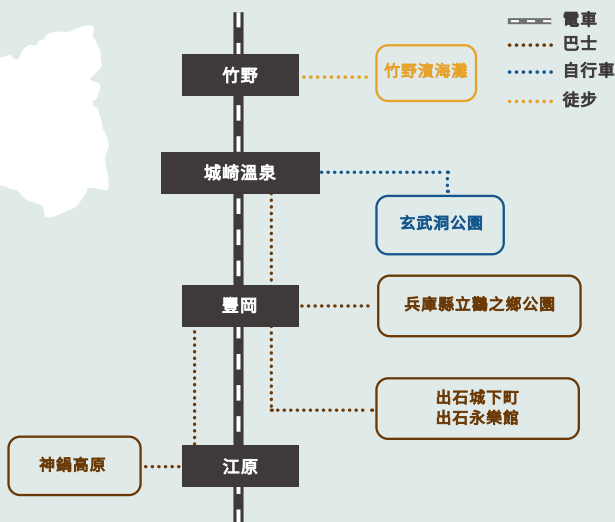 電車
巴士
自行車
徒步
竹野
竹野濱海灘
城崎溫泉
玄武洞公園
豐岡
兵庫縣立鸛之鄉公園
出石城下町
出石永樂館
江原
神鍋高原